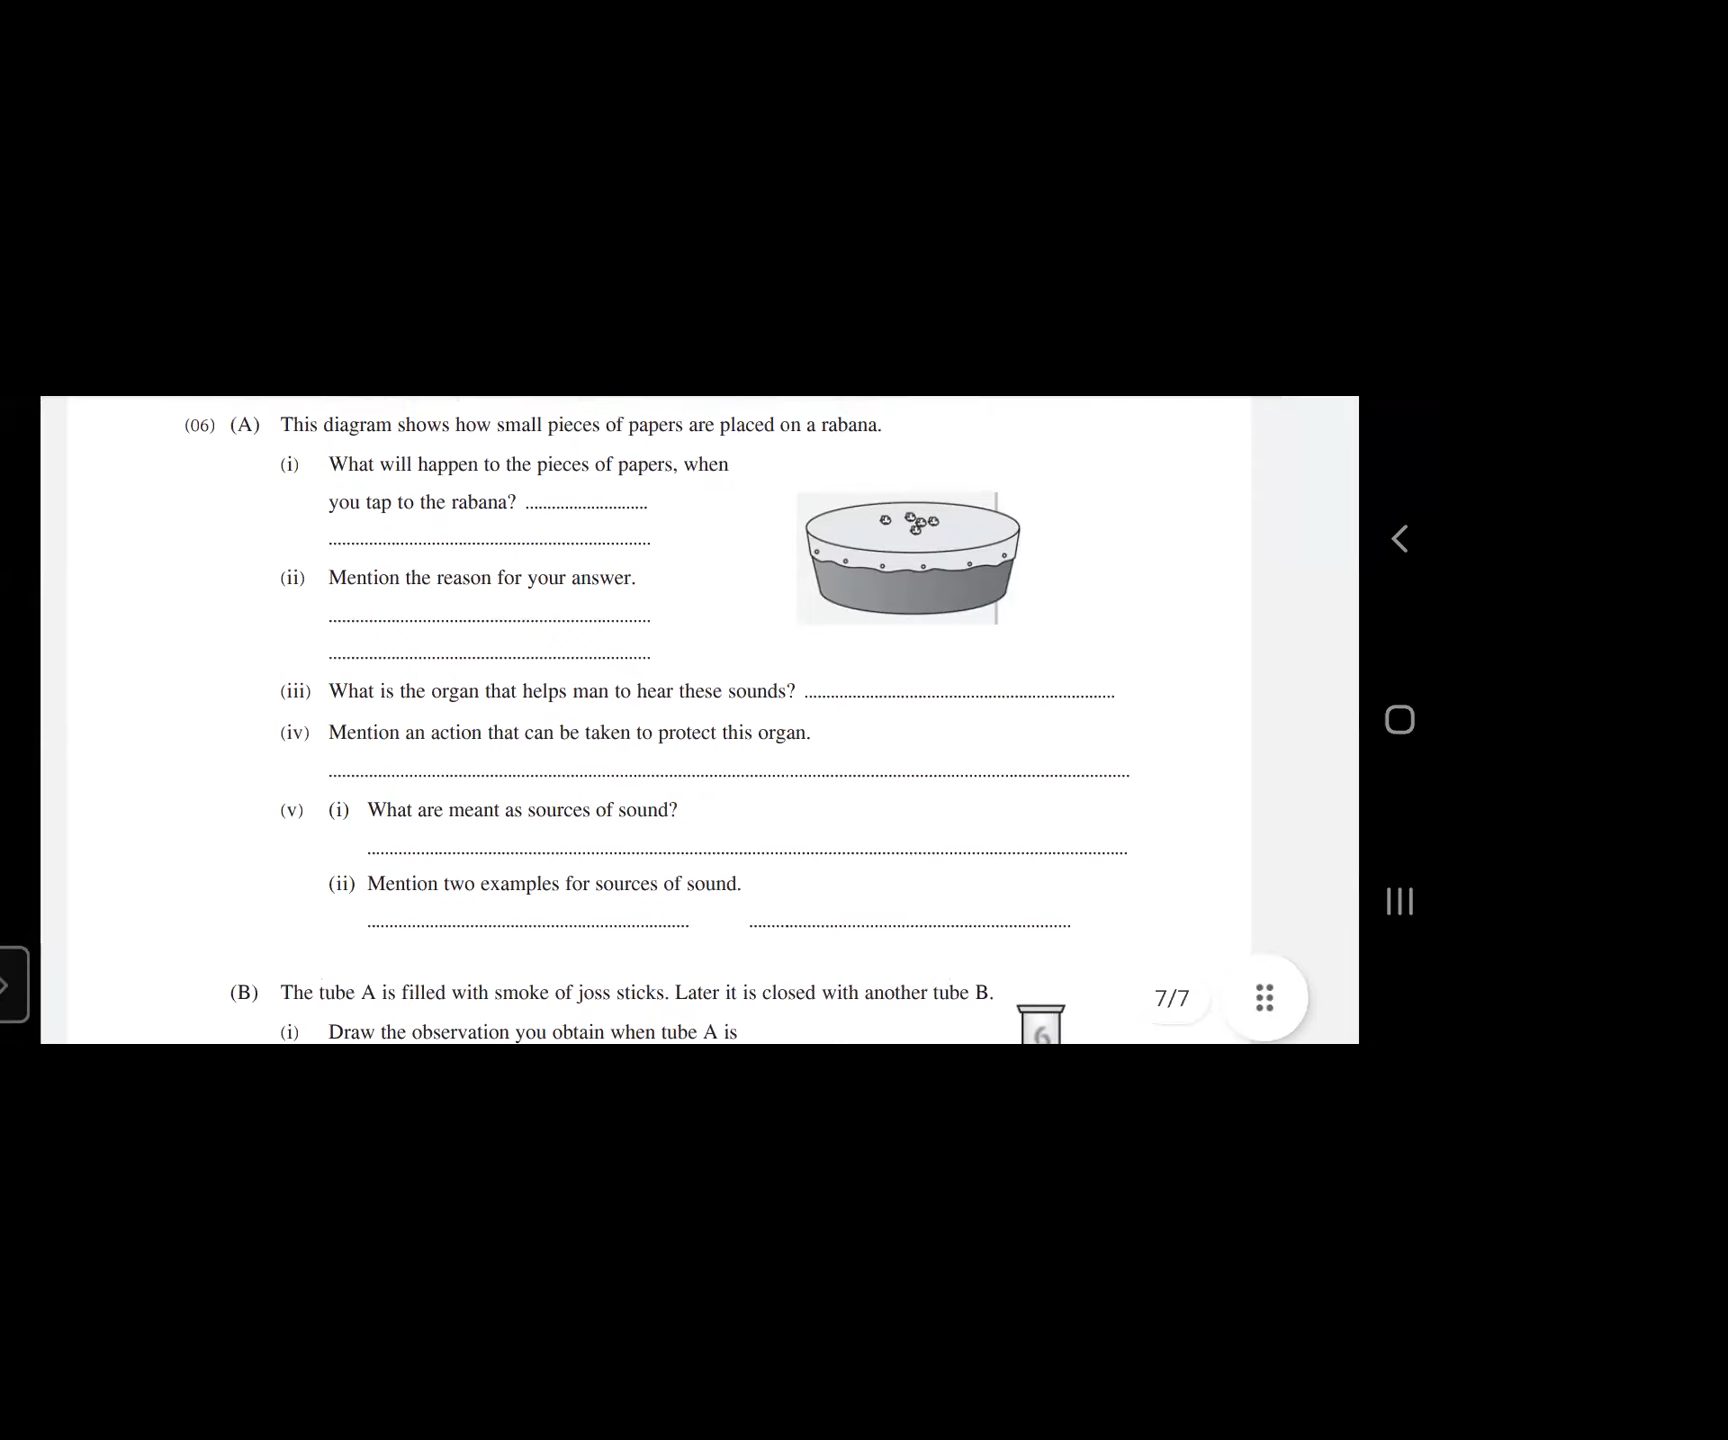 (06) (A) This diagram shows how small pieces of papers are placed on a rabana.
(i) What will happen to the pieces of papers, when
you tap to the rabana? ............................
........................................................................
(ii) Mention the reason for your answer.
........................................................................
........................................................................
(iii) What is the organ that helps man to hear these sounds? ......................................................................
(iv) Mention an action that can be taken to protect this organ.
....................................................................................................................................................................................
(v) (i) What are meant as sources of sound?
...........................................................................................................................................................................
(ii) Mention two examples for sources of sound.
........................................................................ ........................................................................
(B) The tube A is filled with smoke of joss sticks. Later it is closed with another tube B.
7/7
(i) Draw the observation you obtain when tube A is
6